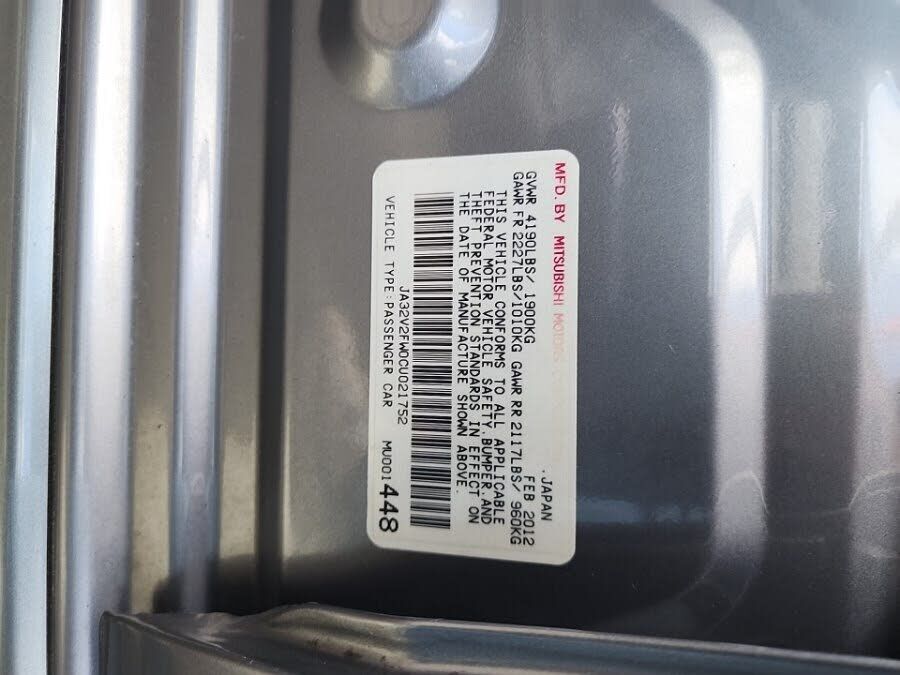 MFD. BY MITSUBISHI MOTORS
, JAPAN
FEB 2012
GVWR 4190LBS/ 1900KG
GAWR FR 2227LBS/1010KG GAWR RR 2117LBS/ 960KG
THIS VEHICLE CONFORMS TO ALL APPLICABLE
FEDERAL MOTOR VEHICLE SAFETY,BUMPER,AND
THEFT PREVENTION STANDARDS IN EFFECT ON
THE DATE OF MANUFACTURE SHOWN ABOVE.
JA32V2FW0CU021752
VEHICLE TYPE:PASSENGER CAR MU001448